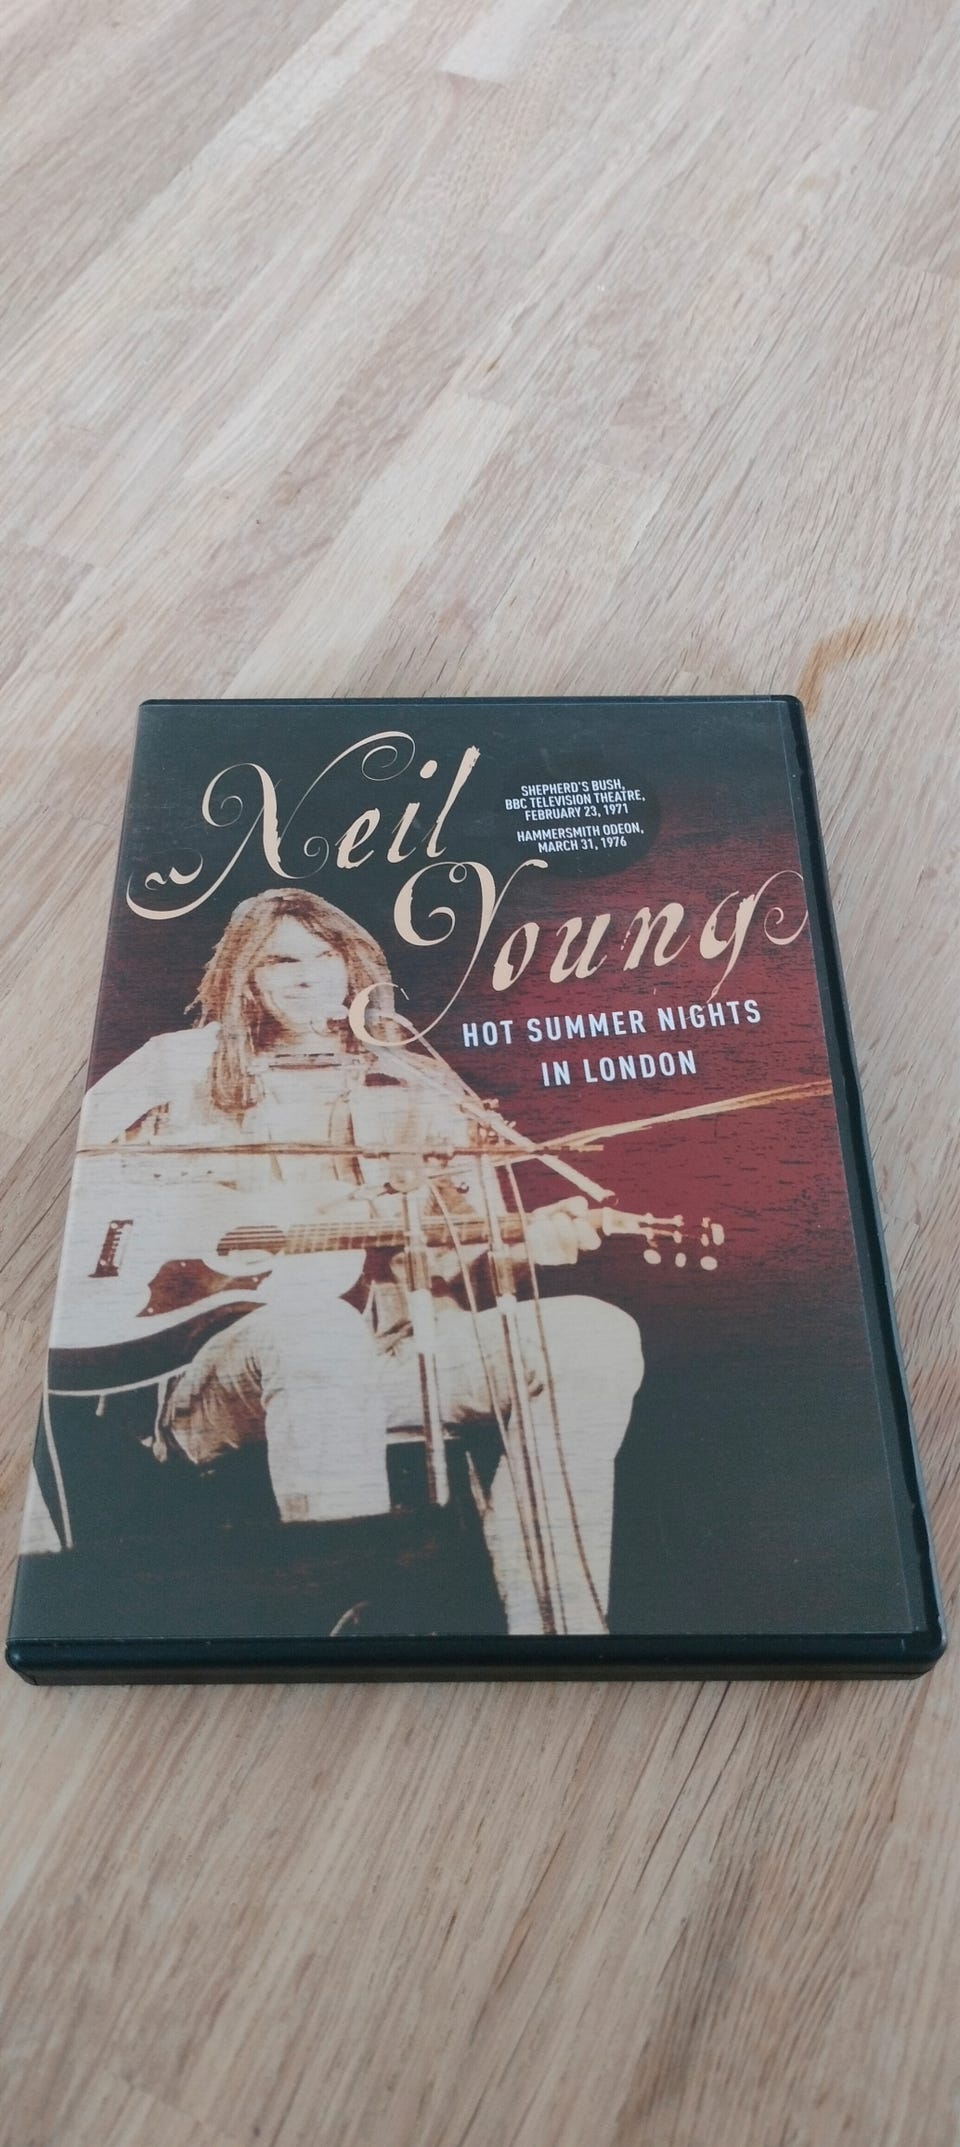 Neil
Young
SHEPHERD'S BUSH,
BBC TELEVISION THEATRE,
FEBRUARY 23, 1971
HAMMERSMITH ODEON,
MARCH 31, 1976
HOT SUMMER NIGHTS
IN LONDON